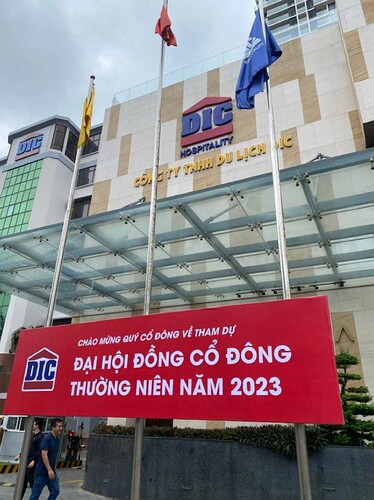 DIC
DIC
HOSPITALITY
CÔNG TY TNHH DU LỊCH DIC
CHÀO MỪNG QUÝ CỔ ĐÔNG VỀ THAM DỰ
DIC
ĐẠI HỘI ĐỒNG CỔ ĐÔNG
THƯỜNG NIÊN NĂM 2023